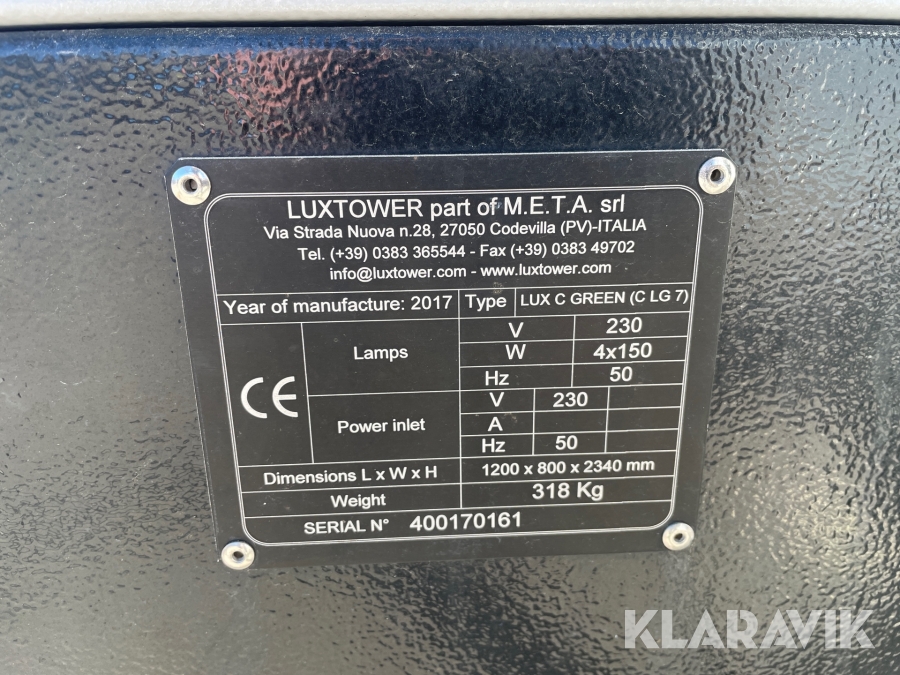 LUXTOWER part of M.E.T.A. srl
Via Strada Nuova n.28, 27050 Codevilla (PV)-ITALIA
Tel. (+39) 0383 365544 - Fax (+39) 0383 49702
info@luxtower.com - www.luxtower.com
Year of manufacture: 2017 Type LUX C GREEN (C LG 7)
CE
Lamps
V 230
W 4x150
Hz 50
Power inlet
V 230
A
Hz 50
Dimensions L x W x H 1200 x 800 x 2340 mm
Weight 318 Kg
SERIAL N° 400170161
KLARAVIK